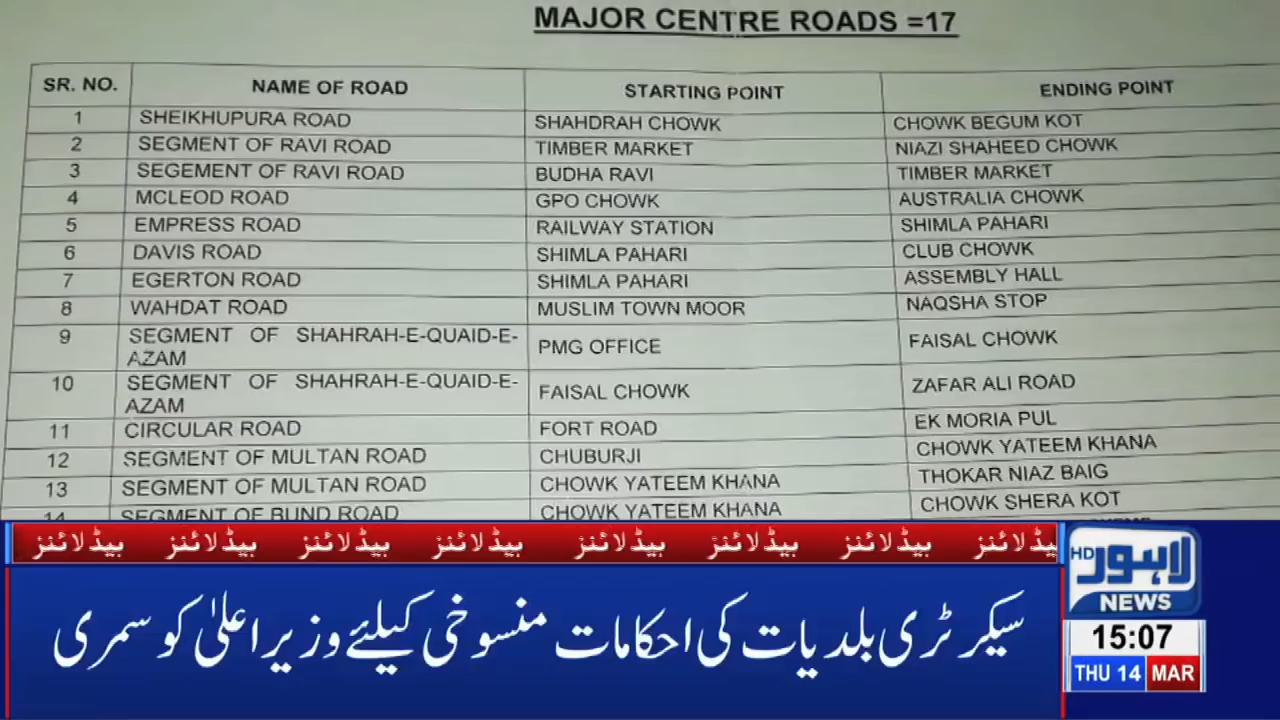 MAJOR CENTRE ROADS =17
SR. NO. NAME OF ROAD STARTING POINT ENDING POINT
1 SHEIKHUPURA ROAD SHAHDRAH CHOWK CHOWK BEGUM KOT
2 SEGMENT OF RAVI ROAD TIMBER MARKET NIAZI SHAHEED CHOWK
3 SEGEMENT OF RAVI ROAD BUDHA RAVI TIMBER MARKET
4 MCLEOD ROAD GPO CHOWK AUSTRALIA CHOWK
5 EMPRESS ROAD RAILWAY STATION SHIMLA PAHARI
6 DAVIS ROAD SHIMLA PAHARI CLUB CHOWK
7 EGERTON ROAD SHIMLA PAHARI ASSEMBLY HALL
8 WAHDAT ROAD MUSLIM TOWN MOOR NAQSHA STOP
9 SEGMENT OF SHAHRAH-E-QUAID-E-
AZAM PMG OFFICE FAISAL CHOWK
10 SEGMENT OF SHAHRAH-E-QUAID-E-
AZAM FAISAL CHOWK ZAFAR ALI ROAD
11 CIRCULAR ROAD FORT ROAD EK MORIA PUL
12 SEGMENT OF MULTAN ROAD CHUBURJI CHOWK YATEEM KHANA
13 SEGMENT OF MULTAN ROAD CHOWK YATEEM KHANA THOKAR NIAZ BAIG
14 SEGMENT OF BUND ROAD CHOWK YATEEM KHANA CHOWK SHERA KOT
ہیڈلائنز ہیڈلائنز ہیڈلائنز ہیڈلائنز ہیڈلائنز ہیڈلائنز ہیڈلائنز ہیڈلائنز
سیکرٹری بلدیات کی احکامات منسوخی کیلئے وزیراعلیٰ کو سمری
لاہور HD
NEWS
15:07
THU 14 MAR